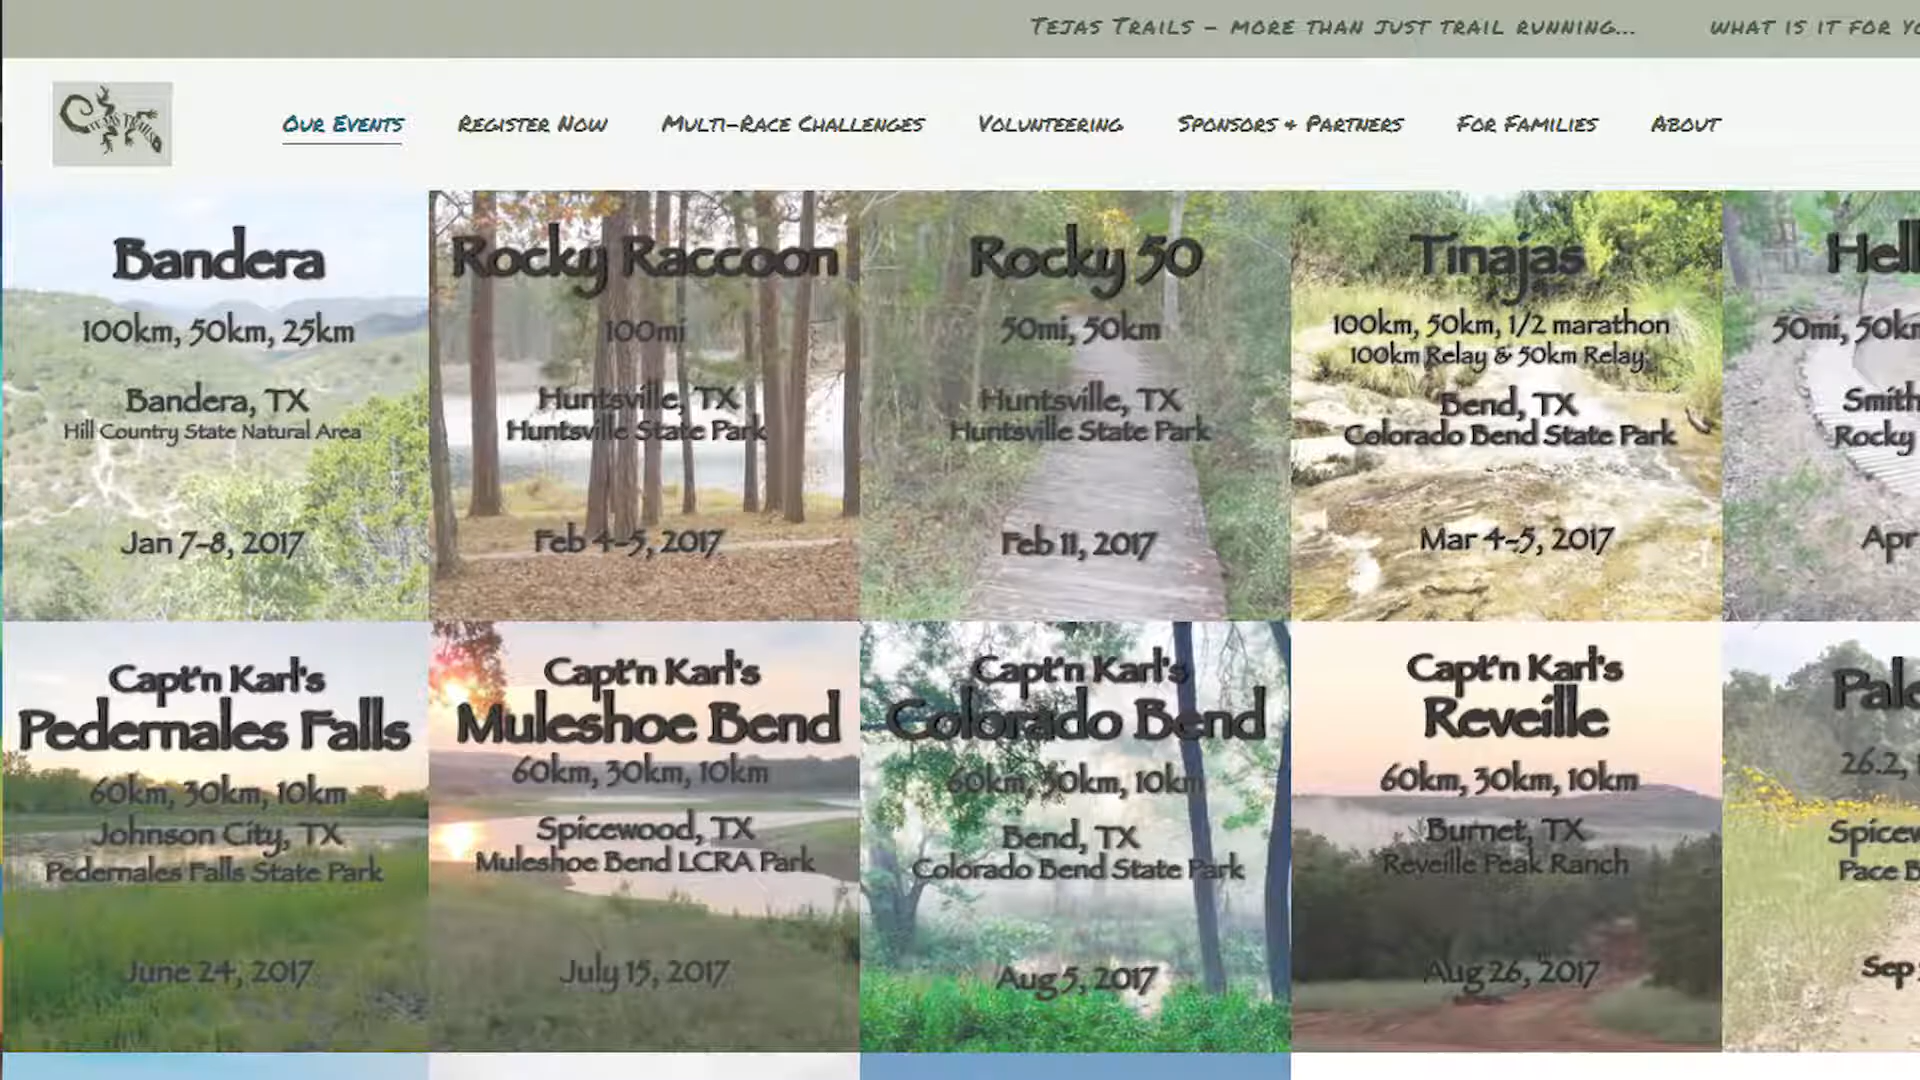 Tejas Trails – more than just trail running...
what is it for
Tejas Trails
Our Events
Register Now
Multi-Race Challenges
Volunteering
Sponsors + Partners
For Families
About
Bandera
100km, 50km, 25km
Bandera, TX
Hill Country State Natural Area
Jan 7-8, 2017
Rocky Raccoon
100mi
Huntsville, TX
Huntsville State Park
Feb 4-5, 2017
Rocky 50
50mi, 50km
Huntsville, TX
Huntsville State Park
Feb 11, 2017
Tinajas
100km, 50km, 1/2 marathon
100km Relay & 50km Relay
Bend, TX
Colorado Bend State Park
Mar 4-5, 2017
Hell
50mi, 50km
Smith
Rocky
Apr
Capt'n Karl's
Pedernales Falls
60km, 30km, 10km
Johnson City, TX
Pedernales Falls State Park
June 24, 2017
Capt'n Karl's
Muleshoe Bend
60km, 30km, 10km
Spicewood, TX
Muleshoe Bend LCRA Park
July 15, 2017
Capt'n Karl's
Colorado Bend
60km, 30km, 10km
Bend, TX
Colorado Bend State Park
Aug 5, 2017
Capt'n Karl's
Reveille
60km, 30km, 10km
Burnet, TX
Reveille Peak Ranch
Aug 26, 2017
Pale
26.2,
Spicew
Pace B
Sep